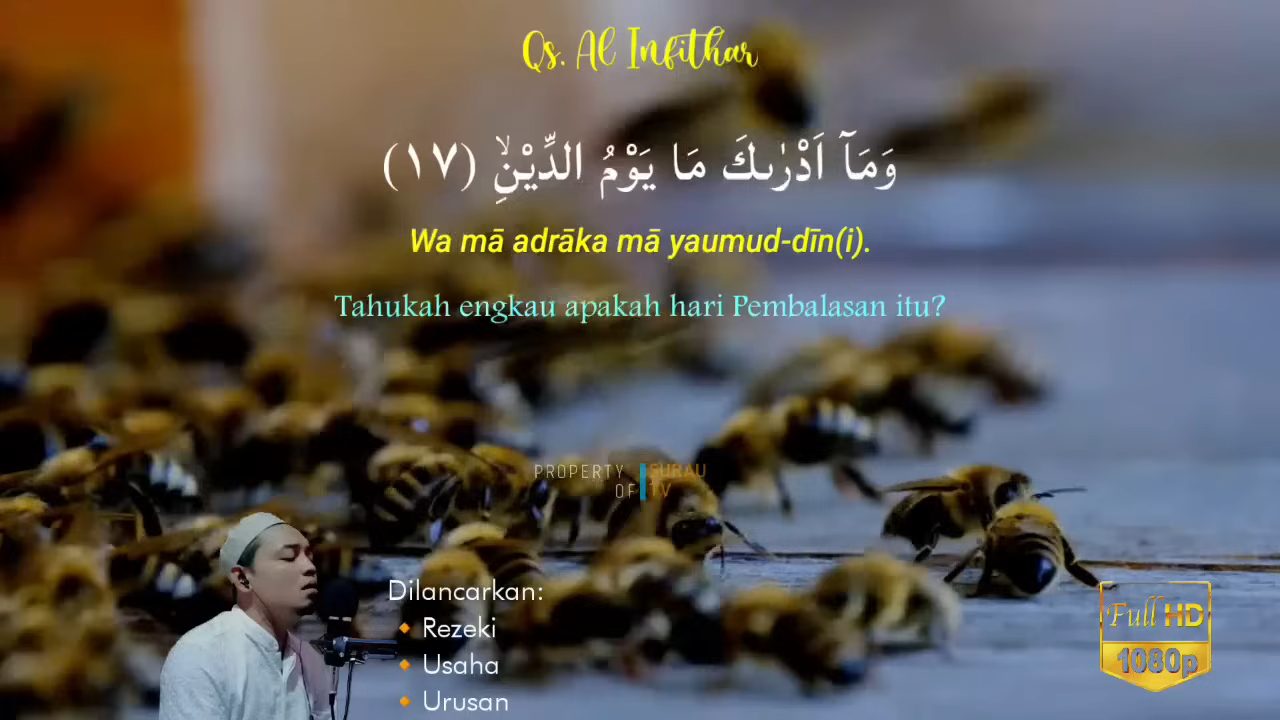 Qs. Al Infithar
وَمَآ اَدْرٰىكَ مَا يَوْمُ الدِّيْنِۙ (١٧)
Wa mā adrāka mā yaumud-dīn(i).
Tahukah engkau apakah hari Pembalasan itu?
PROPERTY OF
SURAU TV
Dilancarkan:
🔸 Rezeki
🔸 Usaha
🔸 Urusan
Full HD
1080p